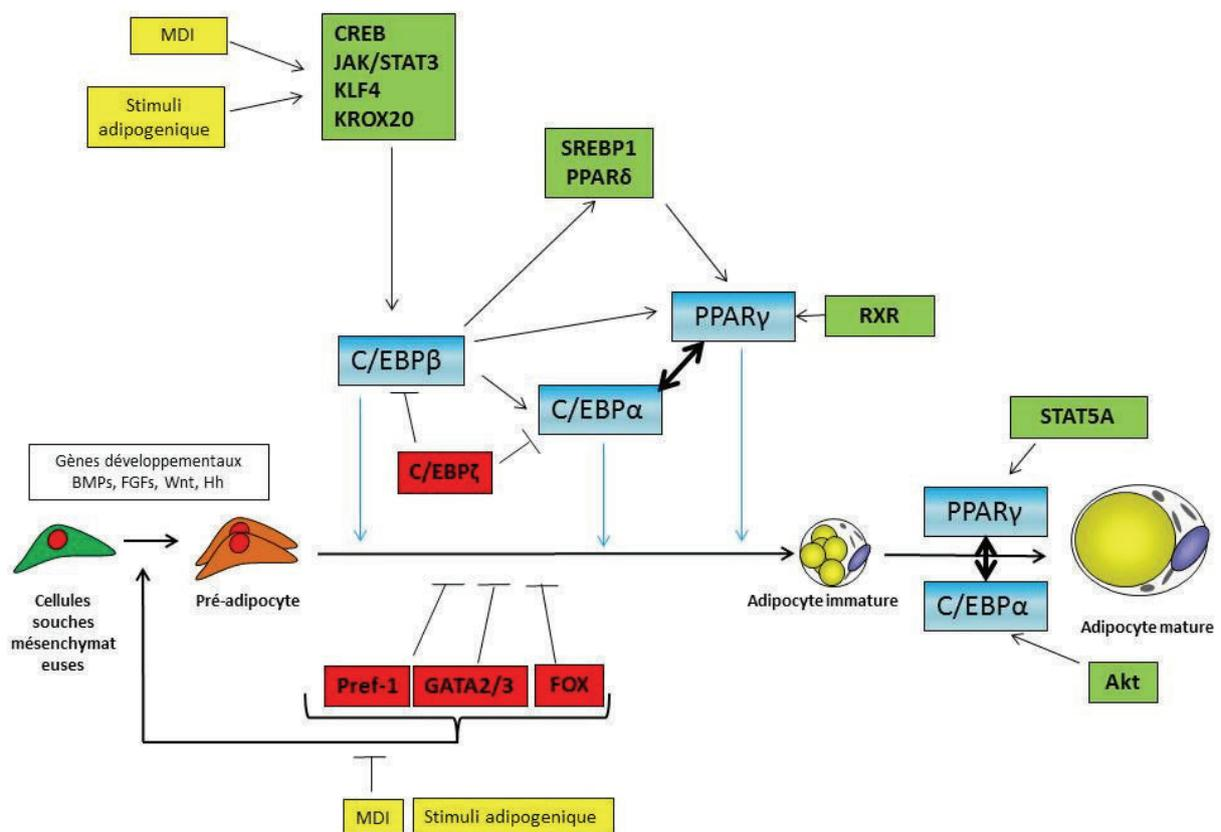 MDI
Stimuli
adipogenique
CREB
JAK/STAT3
KLF4
KROX20
SREBP1
PPARδ
PPARγ
RXR
C/EBPβ
C/EBPα
C/EBPζ
STAT5A
Gènes développementaux
BMPs, FGFs, Wnt, Hh
PPARγ
C/EBPα
Cellules
souches
mésenchymat
euses
Pré-adipocyte
Adipocyte immature
Adipocyte mature
Pref-1
GATA2/3
FOX
Akt
MDI
Stimuli adipogenique